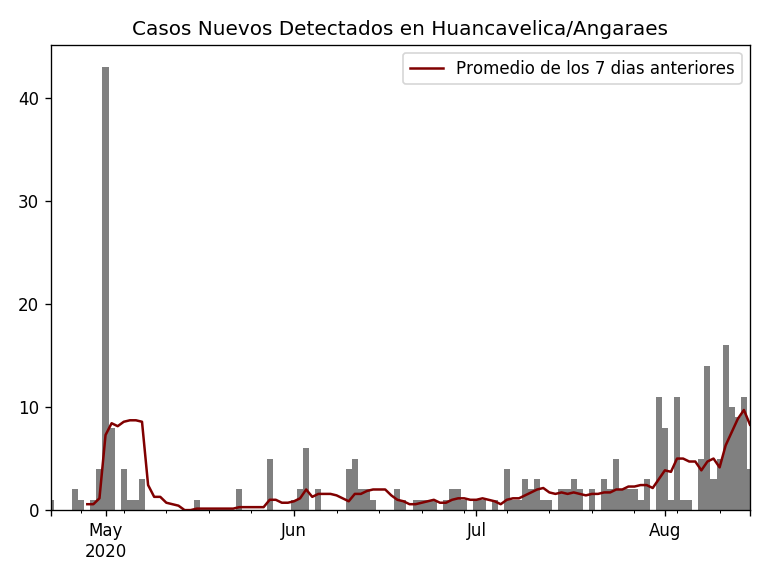 Casos Nuevos Detectados en Huancavelica/Angaraes
Promedio de los 7 dias anteriores
40
30
20
10
0
May Jun Jul Aug
2020